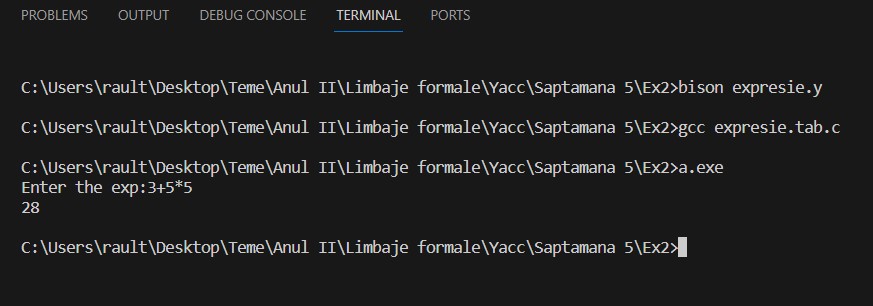 PROBLEMS OUTPUT DEBUG CONSOLE TERMINAL PORTS
C:\Users\rault\Desktop\Teme\Anul II\Limbaje formale\Yacc\Saptamana 5\Ex2>bison expresie.y
C:\Users\rault\Desktop\Teme\Anul II\Limbaje formale\Yacc\Saptamana 5\Ex2>gcc expresie.tab.c
C:\Users\rault\Desktop\Teme\Anul II\Limbaje formale\Yacc\Saptamana 5\Ex2>a.exe
Enter the exp:3+5*5
28
C:\Users\rault\Desktop\Teme\Anul II\Limbaje formale\Yacc\Saptamana 5\Ex2>